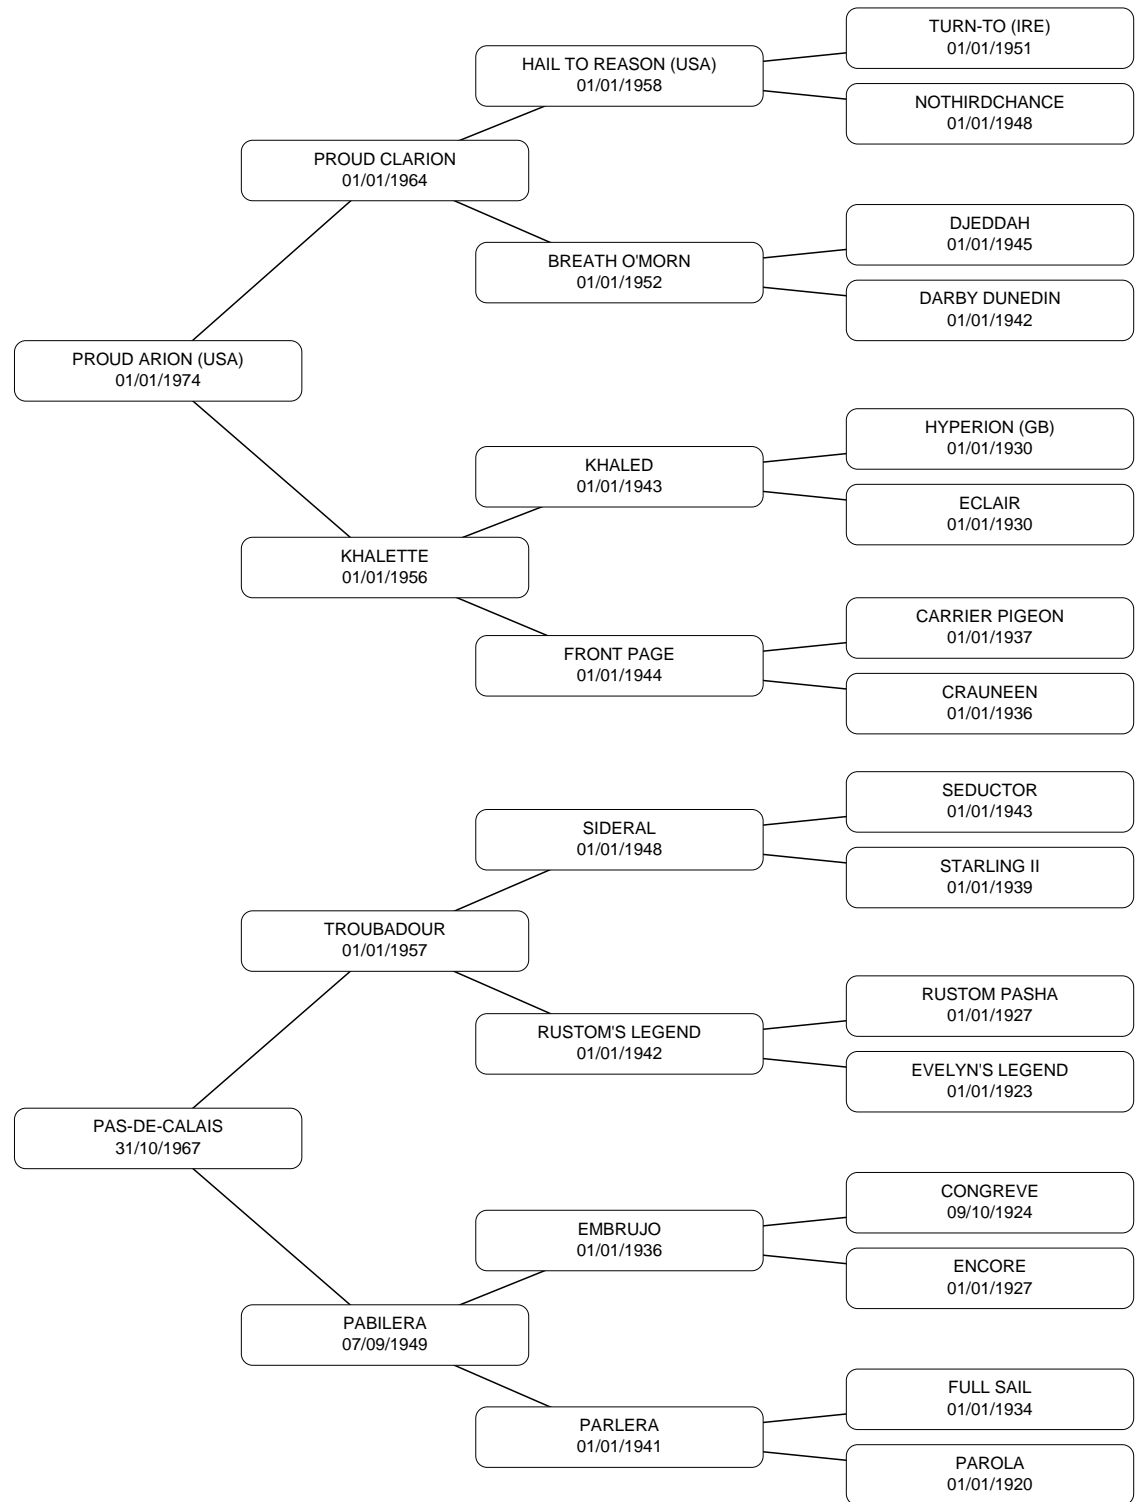 TURN-TO (IRE)
01/01/1951
HAIL TO REASON (USA)
01/01/1958
NOTHIRDCHANCE
01/01/1948
PROUD CLARION
01/01/1964
DJEDDAH
01/01/1945
BREATH O'MORN
01/01/1952
DARBY DUNEDIN
01/01/1942
PROUD ARION (USA)
01/01/1974
HYPERION (GB)
01/01/1930
KHALED
01/01/1943
ECLAIR
01/01/1930
KHALETTE
01/01/1956
CARRIER PIGEON
01/01/1937
FRONT PAGE
01/01/1944
CRAUNEEN
01/01/1936
SEDUCTOR
01/01/1943
SIDERAL
01/01/1948
STARLING II
01/01/1939
TROUBADOUR
01/01/1957
RUSTOM PASHA
01/01/1927
RUSTOM'S LEGEND
01/01/1942
EVELYN'S LEGEND
01/01/1923
PAS-DE-CALAIS
31/10/1967
CONGREVE
09/10/1924
EMBRUJO
01/01/1936
ENCORE
01/01/1927
PABILERA
07/09/1949
FULL SAIL
01/01/1934
PARLERA
01/01/1941
PAROLA
01/01/1920